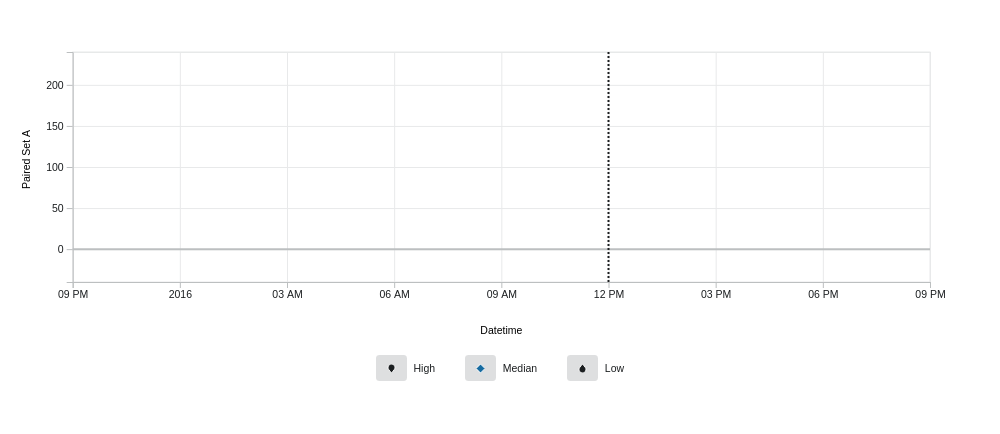 Paired Set A
200
150
100
50
0
09 PM 2016 03 AM 06 AM 09 AM 12 PM 03 PM 06 PM 09 PM
Datetime
High Median Low